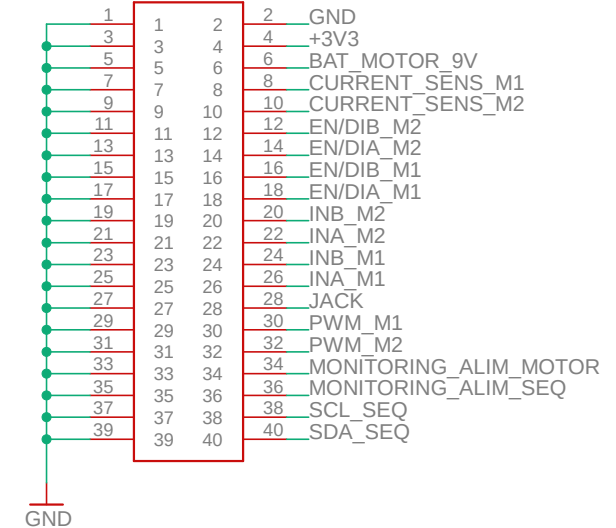 1 1 2 2 GND
3 3 4 4 +3V3
5 5 6 6 BAT_MOTOR_9V
7 7 8 8 CURRENT_SENS_M1
9 9 10 10 CURRENT_SENS_M2
11 11 12 12 EN/DIB_M2
13 13 14 14 EN/DIA_M2
15 15 16 16 EN/DIB_M1
17 17 18 18 EN/DIA_M1
19 19 20 20 INB_M2
21 21 22 22 INA_M2
23 23 24 24 INB_M1
25 25 26 26 INA_M1
27 27 28 28 JACK
29 29 30 30 PWM_M1
31 31 32 32 PWM_M2
33 33 34 34 MONITORING_ALIM_MOTOR
35 35 36 36 MONITORING_ALIM_SEQ
37 37 38 38 SCL_SEQ
39 39 40 40 SDA_SEQ
GND